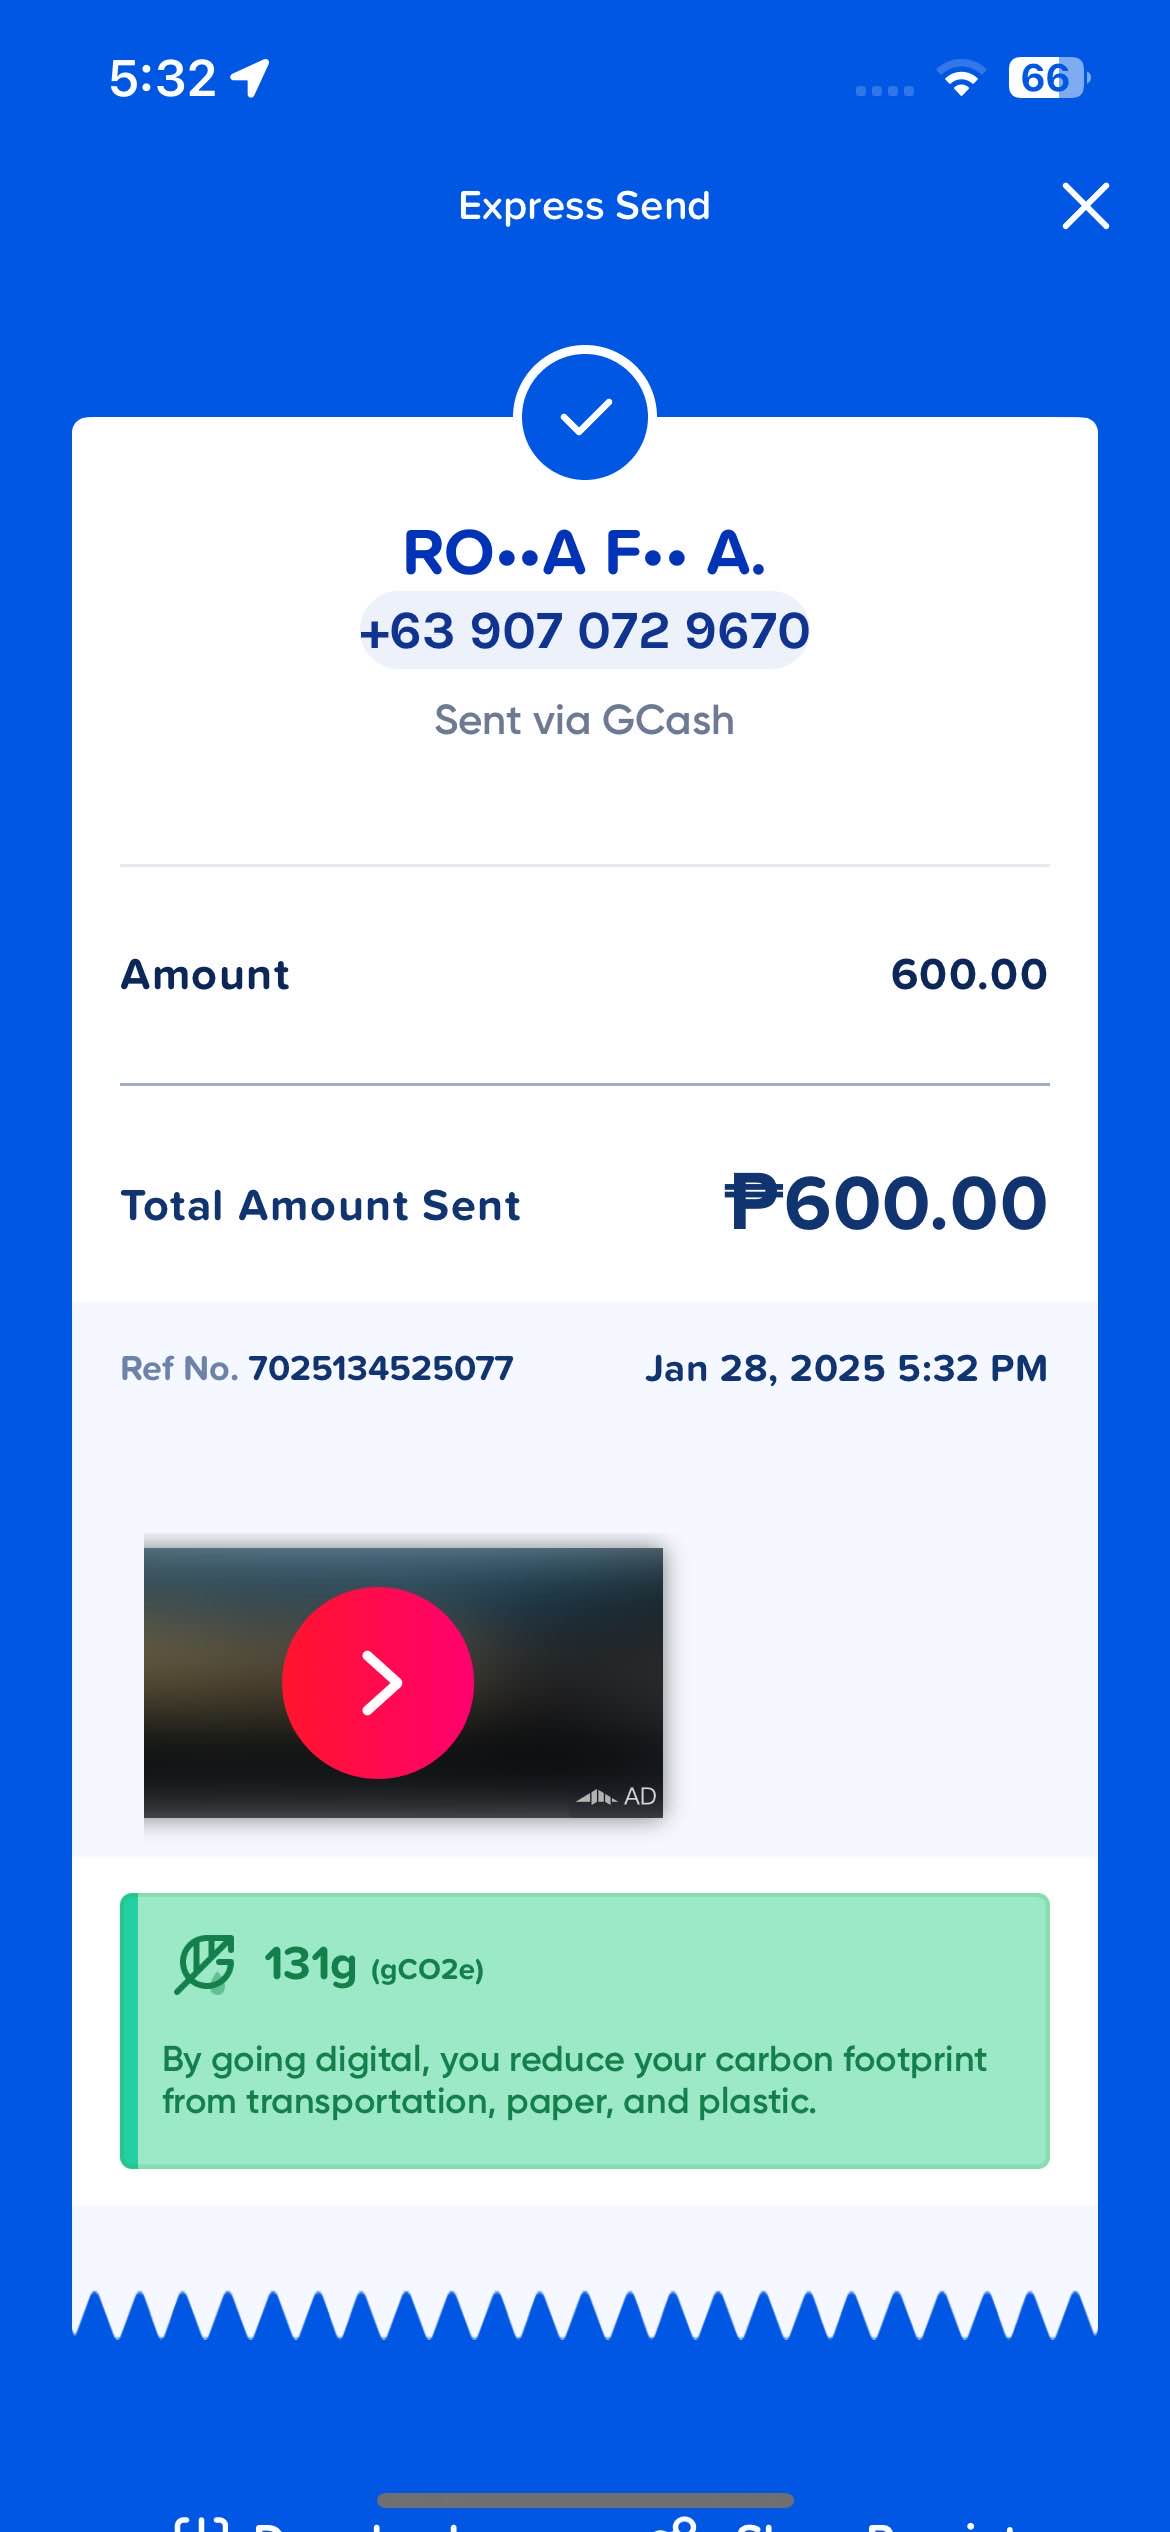 5:32
66
Express Send
RO••A F•• A.
+63 907 072 9670
Sent via GCash
Amount 600.00
Total Amount Sent ₱600.00
Ref No. 7025134525077 Jan 28, 2025 5:32 PM
AD
131g (gCO2e)
By going digital, you reduce your carbon footprint
from transportation, paper, and plastic.